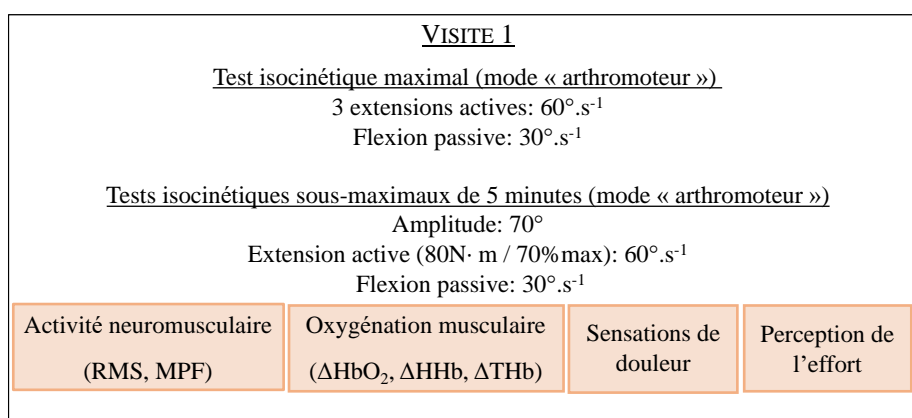 VISITE 1
Test isocinétique maximal (mode « arthromoteur »)
3 extensions actives: 60°.s⁻¹
Flexion passive: 30°.s⁻¹
Tests isocinétiques sous-maximaux de 5 minutes (mode « arthromoteur »)
Amplitude: 70°
Extension active (80N· m / 70%max): 60°.s⁻¹
Flexion passive: 30°.s⁻¹
Activité neuromusculaire
(RMS, MPF)
Oxygénation musculaire
(ΔHbO₂, ΔHHb, ΔTHb)
Sensations de
douleur
Perception de
l’effort